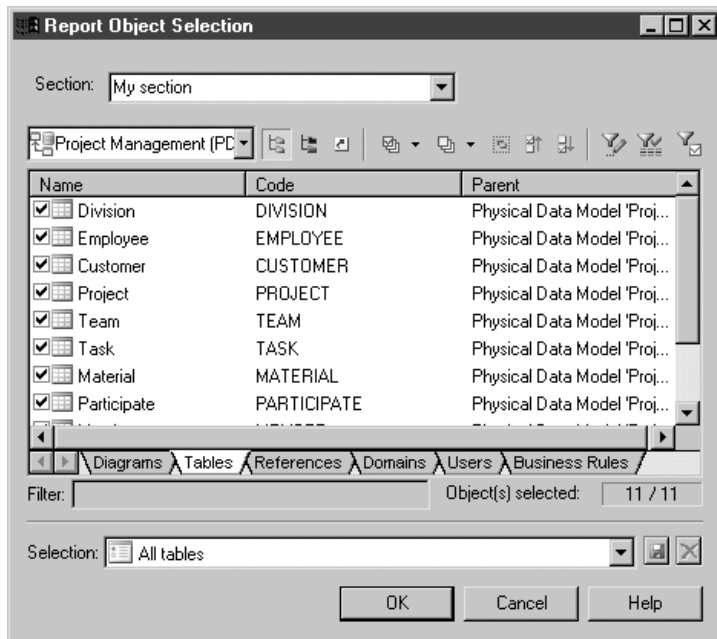 Report Object Selection
Section: My section
Project Management (PD
Name Code Parent
Division DIVISION Physical Data Model 'Proj...
Employee EMPLOYEE Physical Data Model 'Proj...
Customer CUSTOMER Physical Data Model 'Proj...
Project PROJECT Physical Data Model 'Proj...
Team TEAM Physical Data Model 'Proj...
Task TASK Physical Data Model 'Proj...
Material MATERIAL Physical Data Model 'Proj...
Participate PARTICIPATE Physical Data Model 'Proj...
Diagrams Tables References Domains Users Business Rules
Filter: Object(s) selected: 11 / 11
Selection: All tables
OK Cancel Help